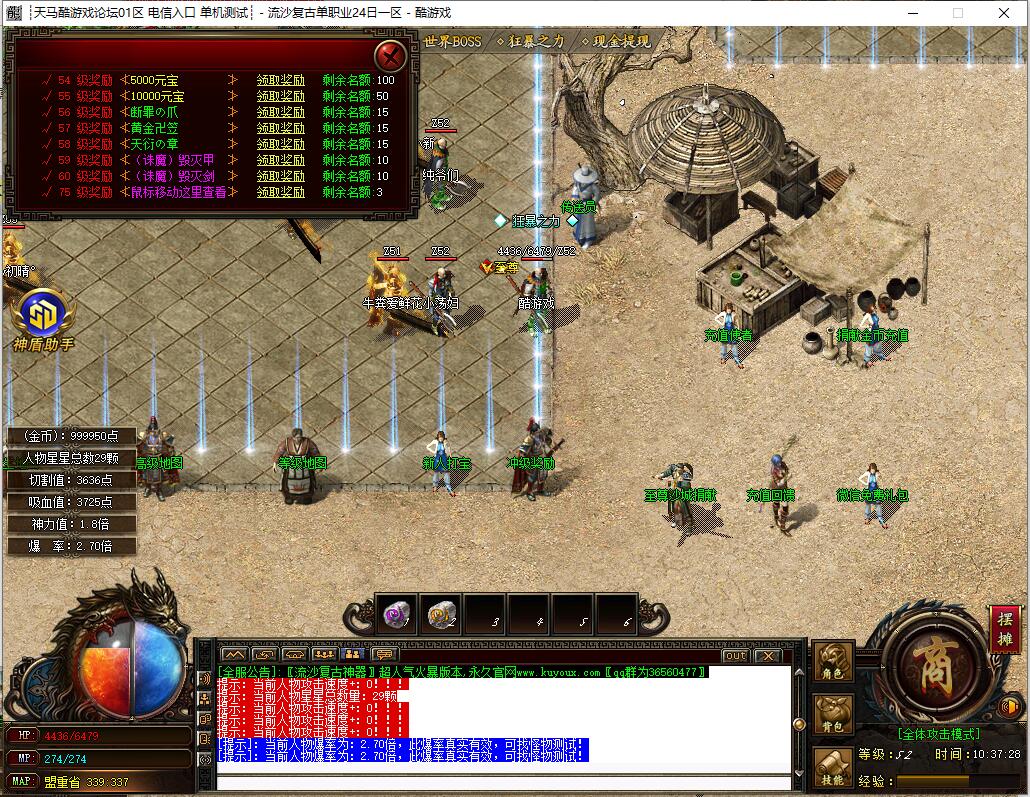 天马酷游戏论坛01区 电信入口 单机测试 - 流沙复古单职业24日一区 - 酷游戏
世界BOSS 狂暴之力 现金提现
54 级奖励 5000元宝 领取奖励 剩余名额:100
55 级奖励 10000元宝 领取奖励 剩余名额:50
56 级奖励 断罪の爪 领取奖励 剩余名额:15
57 级奖励 黄金卍笠 领取奖励 剩余名额:15
58 级奖励 天衍の章 领取奖励 剩余名额:15
59 级奖励 (诛魔)毁灭甲 领取奖励 剩余名额:10
60 级奖励 (诛魔)毁灭剑 领取奖励 剩余名额:10
75 级奖励 鼠标移动这里查看 领取奖励 剩余名额:3
Z52
纯爷们
传送员
狂暴之力
Z51
Z52
4436/6479/Z52
至尊
初晴°
牛粪爱鲜花小荡妇
酷游戏
神盾助手
充值使者
捐献金币充值
(金币): 999950点
人物星星总数29颗
切割值: 3636点
吸血值: 3725点
神力值: 1.8倍
爆 率: 2.70倍
高级地图
等级地图
新人打宝
冲级奖励
至尊沙城捐献
充值回馈
微信免费礼包
1 2 3 4 5 6
摆摊
商
OUT X
[全服公告]:〖流沙复古神器〗超人气火暴版本,永久官网www.kuyoux.com〖qq群为36560477〗
提示: 当前人物攻击速度+: 0! ! !
提示: 当前人物星星总数量: 29颗
提示: 当前人物攻击速度+: 0! ! !
提示: 当前人物攻击速度+: 0! ! !
提示: 当前人物攻击速度+: 0! ! !
[提示]: 当前人物爆率为: 2.70倍, 此爆率真实有效, 可找怪物测试!
[提示]: 当前人物爆率为: 2.70倍, 此爆率真实有效, 可找怪物测试!
角色
背包
技能
HP: 4436/6479
MP: 274/274
MAP: 盟重省 339:337
[全体攻击模式]
等级: 52 时间: 10:37:28
经验: